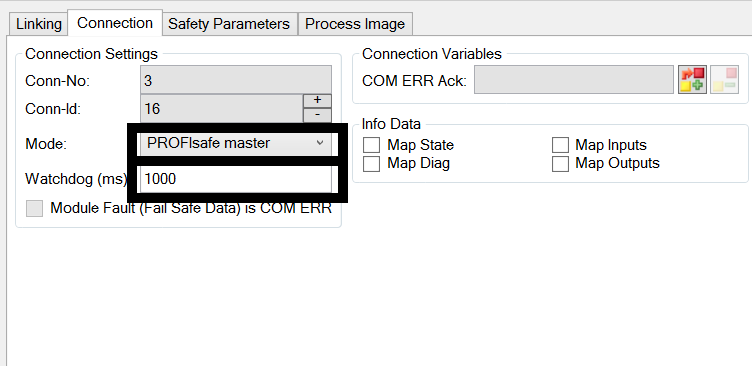 Linking Connection Safety Parameters Process Image
Connection Settings
Conn-No: 3
Conn-Id: 16 + -
Mode: PROFIsafe master
Watchdog (ms) 1000
Module Fault (Fail Safe Data) is COM ERR
Connection Variables
COM ERR Ack:
Info Data
Map State Map Inputs
Map Diag Map Outputs